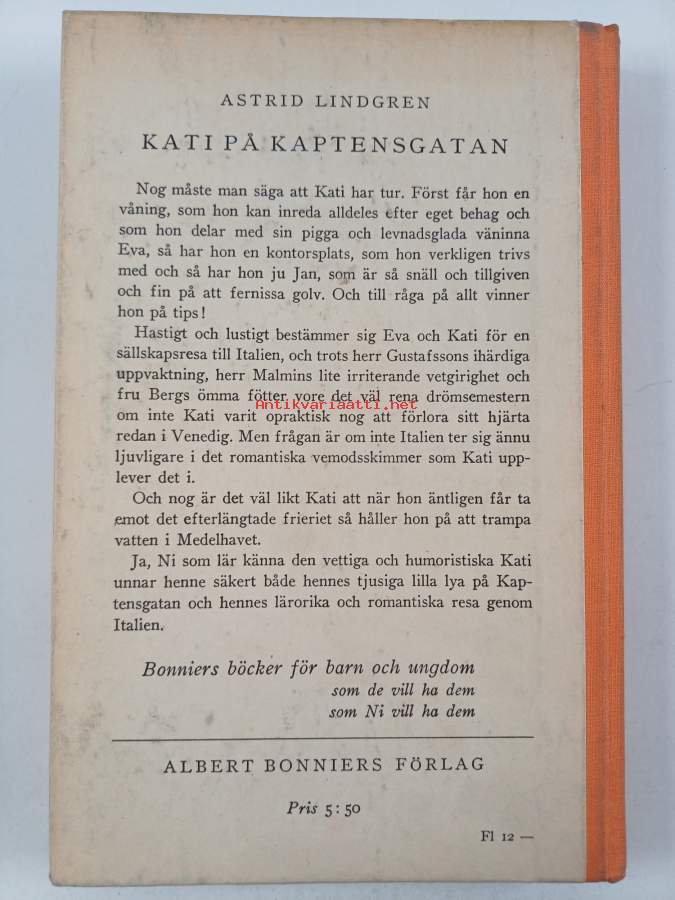 ASTRID LINDGREN
KATI PÅ KAPTENSGATAN
Nog måste man säga att Kati har tur. Först får hon en
våning, som hon kan inreda alldeles efter eget behag och
som hon delar med sin pigga och levnadsglada väninna
Eva, så har hon en kontorsplats, som hon verkligen trivs
med och så har hon ju Jan, som är så snäll och tillgiven
och fin på att fernissa golv. Och till råga på allt vinner
hon på tips!
Hastigt och lustigt bestämmer sig Eva och Kati för en
sällskapsresa till Italien, och trots herr Gustafssons ihärdiga
uppvaktning, herr Malmins lite irriterande vetgirighet och
fru Bergs ömma fötter vore det väl rena drömsemestern
Antikvariaatti.net
om inte Kati varit opraktisk nog att förlora sitt hjärta
redan i Venedig. Men frågan är om inte Italien ter sig ännu
ljuvligare i det romantiska vemodsskimmer som Kati upp-
lever det i.
Och nog är det väl likt Kati att när hon äntligen får ta
emot det efterlängtade frieriet så håller hon på att trampa
vatten i Medelhavet.
Ja, Ni som lär känna den vettiga och humoristiska Kati
unnar henne säkert både hennes tjusiga lilla lya på Kap-
tensgatan och hennes lärorika och romantiska resa genom
Italien.
Bonniers böcker för barn och ungdom
som de vill ha dem
som Ni vill ha dem
ALBERT BONNIERS FÖRLAG
Pris 5:50
Fl 12 —